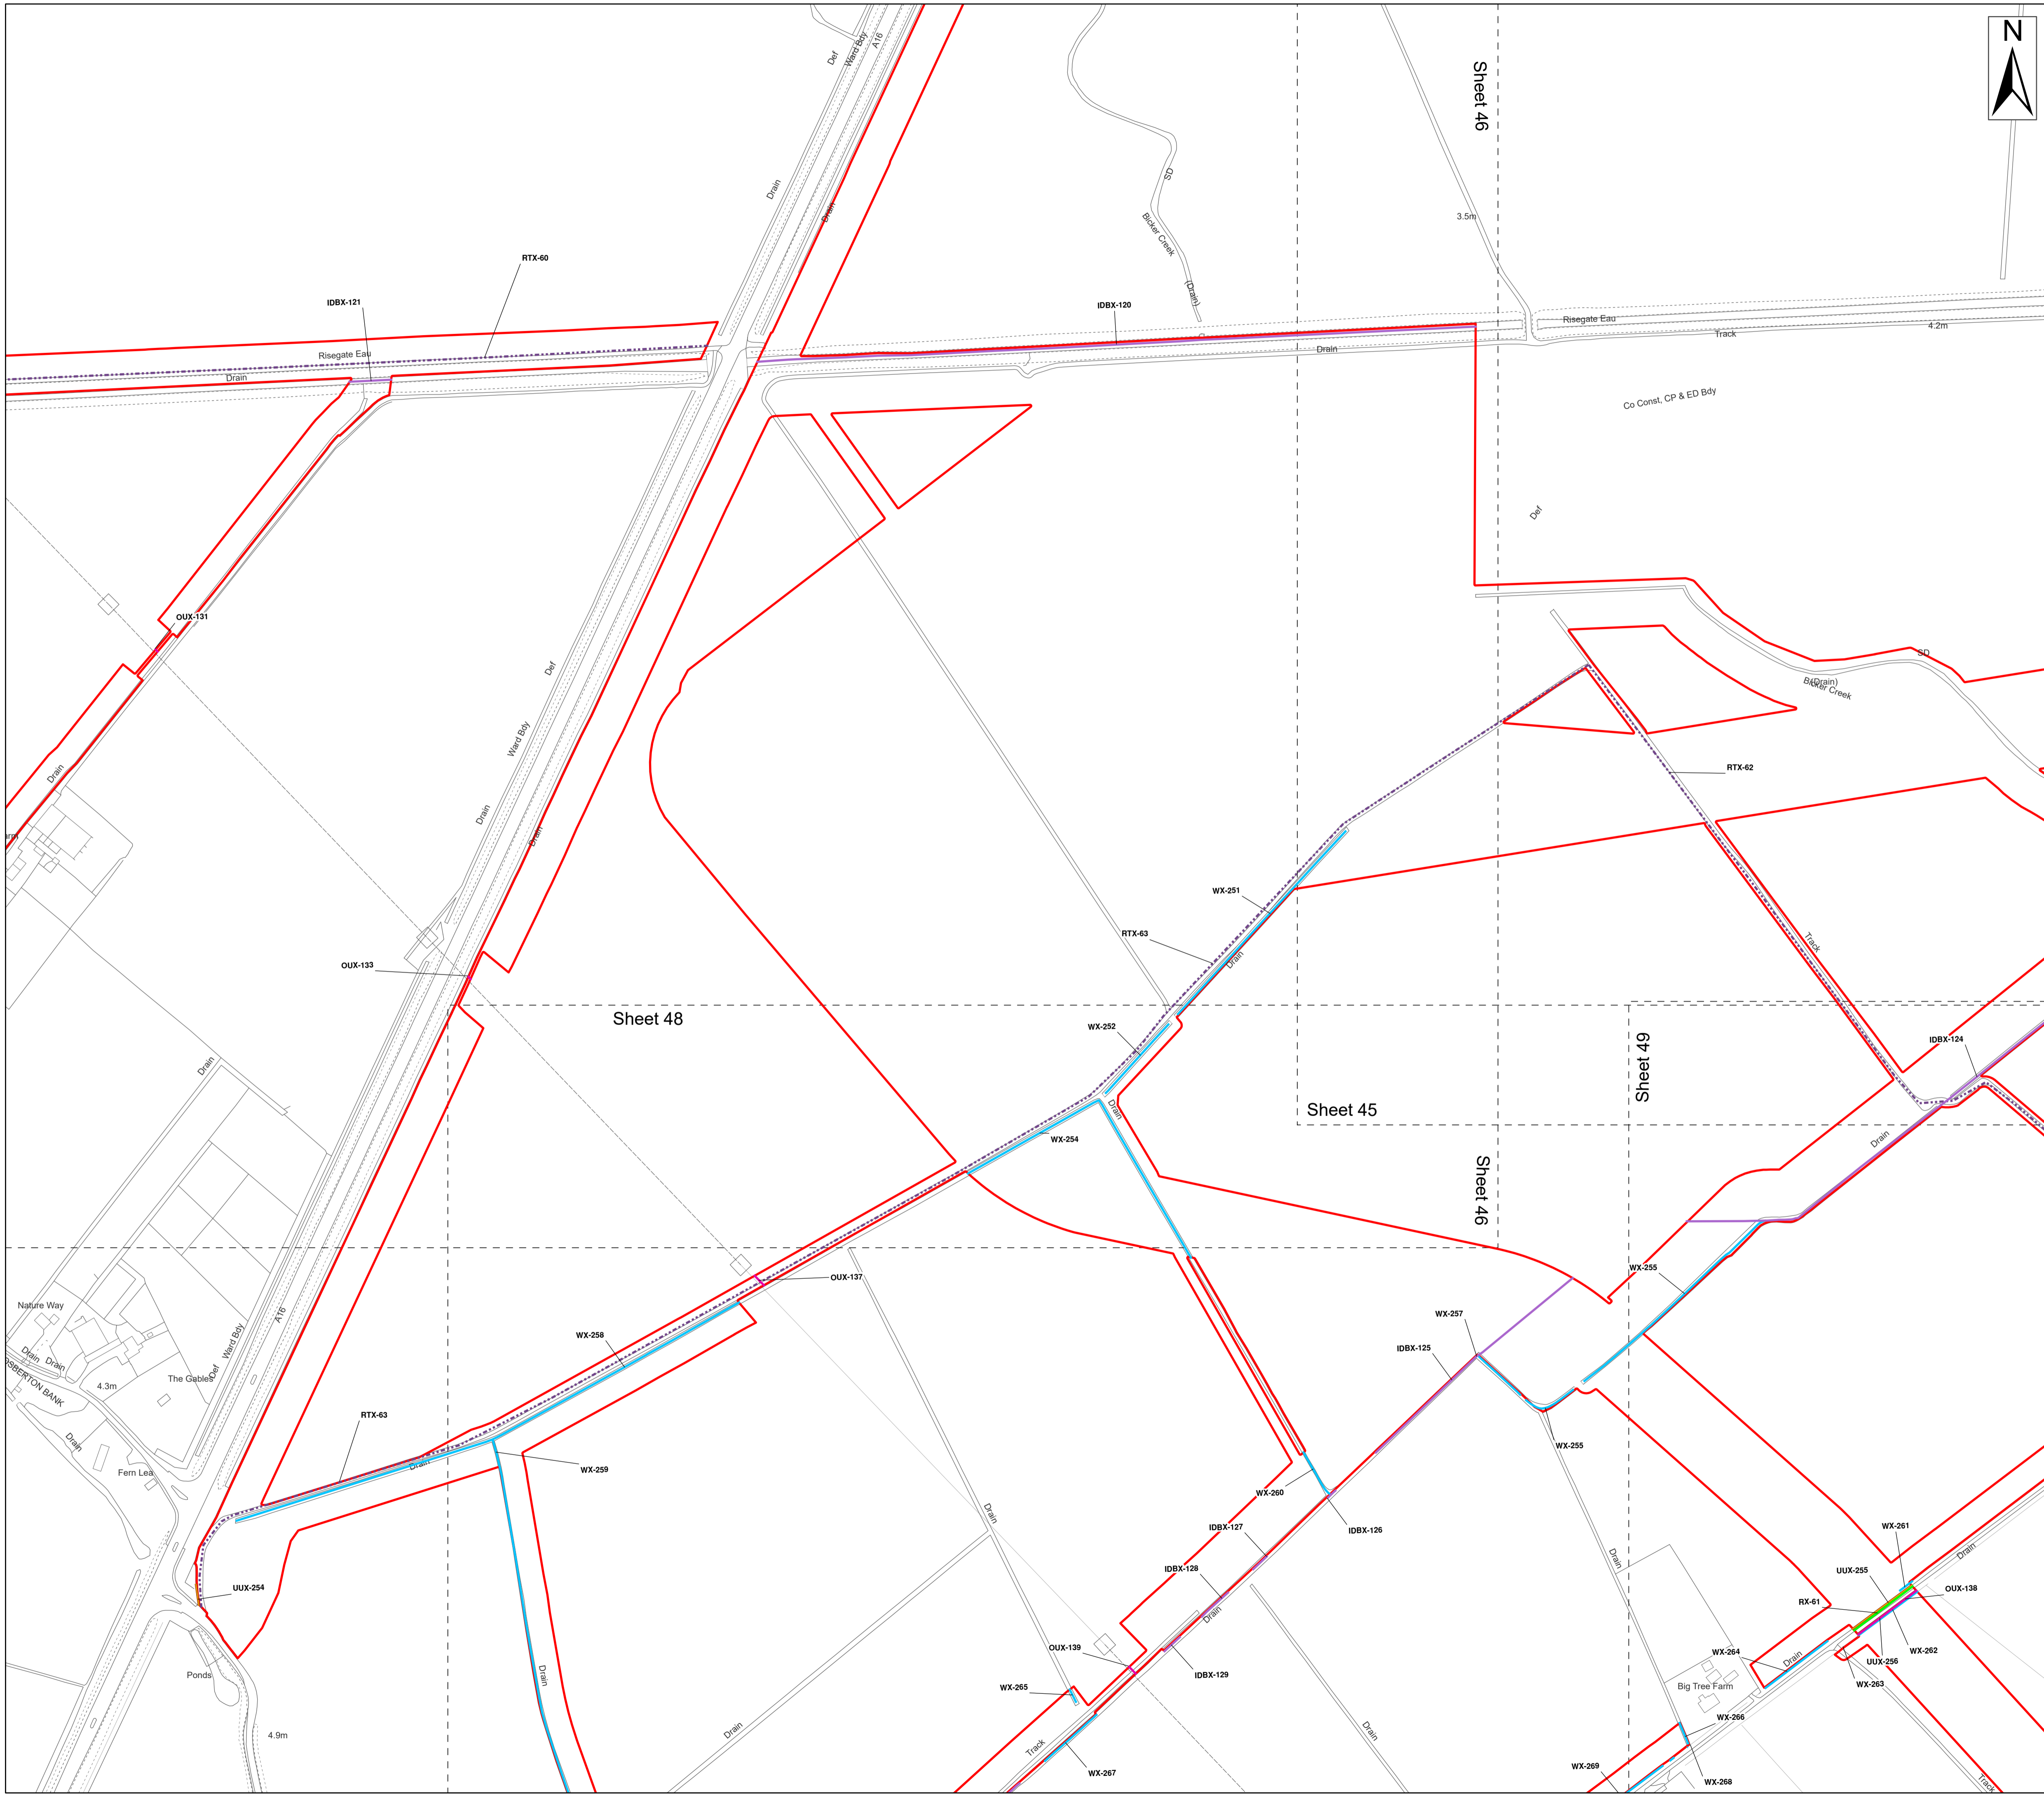 N
Sheet 46
Def
Ward Bdy
A16
Drain
Drain
SD
Bicker Creek
(Drain)
3.5m
RTX-60
IDBX-121
IDBX-120
Risegate Eau
Risegate Eau
Drain
Drain
Track
4.2m
Co Const, CP & ED Bdy
Def
OUX-131
Def
Ward Bdy
SD
Bicker Creek
(Drain)
Drain
Drain
Drain
arm
RTX-62
WX-251
RTX-63
Drain
Track
OUX-133
Sheet 48
WX-252
Sheet 49
IDBX-124
Drain
Drain
Sheet 45
WX-254
Drain
Sheet 46
OUX-137
WX-255
Nature Way
A16
Ward Bdy
Def
Drain
Drain
OSBERTON BANK
4.3m
The Gables
WX-258
WX-257
IDBX-125
RTX-63
Drain
WX-259
WX-255
Drain
Fern Lea
WX-260
Drain
IDBX-127
IDBX-126
Drain
WX-261
Drain
UUX-255
OUX-138
IDBX-128
UUX-254
RX-61
Drain
WX-262
OUX-139
WX-264
Drain
UUX-256
Ponds
Drain
IDBX-129
WX-263
WX-265
Big Tree Farm
WX-266
4.9m
Drain
Drain
Track
WX-267
WX-269
WX-268
Track